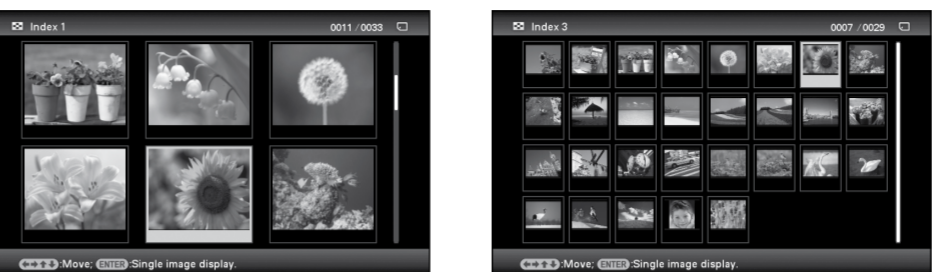 Index 1 0011 /0033
:Move; ENTER :Single image display.
Index 3 0007 /0029
:Move; ENTER :Single image display.